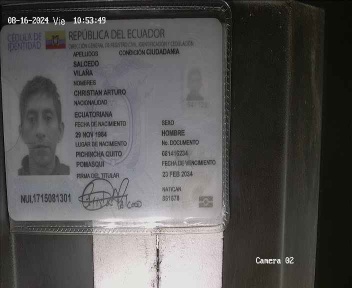 08-16-2024 Vie 10:53:49
CÉDULA DE IDENTIDAD
REPÚBLICA DEL ECUADOR
DIRECCIÓN GENERAL DE REGISTRO CIVIL, IDENTIFICACIÓN Y CEDULACIÓN
APELLIDOS
CONDICIÓN CIUDADANÍA
SALCEDO
VILAÑA
NOMBRES
CHRISTIAN ARTURO
NACIONALIDAD
ECUATORIANA
FECHA DE NACIMIENTO
SEXO
29 NOV 1984
HOMBRE
LUGAR DE NACIMIENTO
No. DOCUMENTO
PICHINCHA QUITO
POMASQUI
FECHA DE VENCIMIENTO
23 FEB 2034
FIRMA DEL TITULAR
NAT/CAN
NUI.1715081301
Camera 02